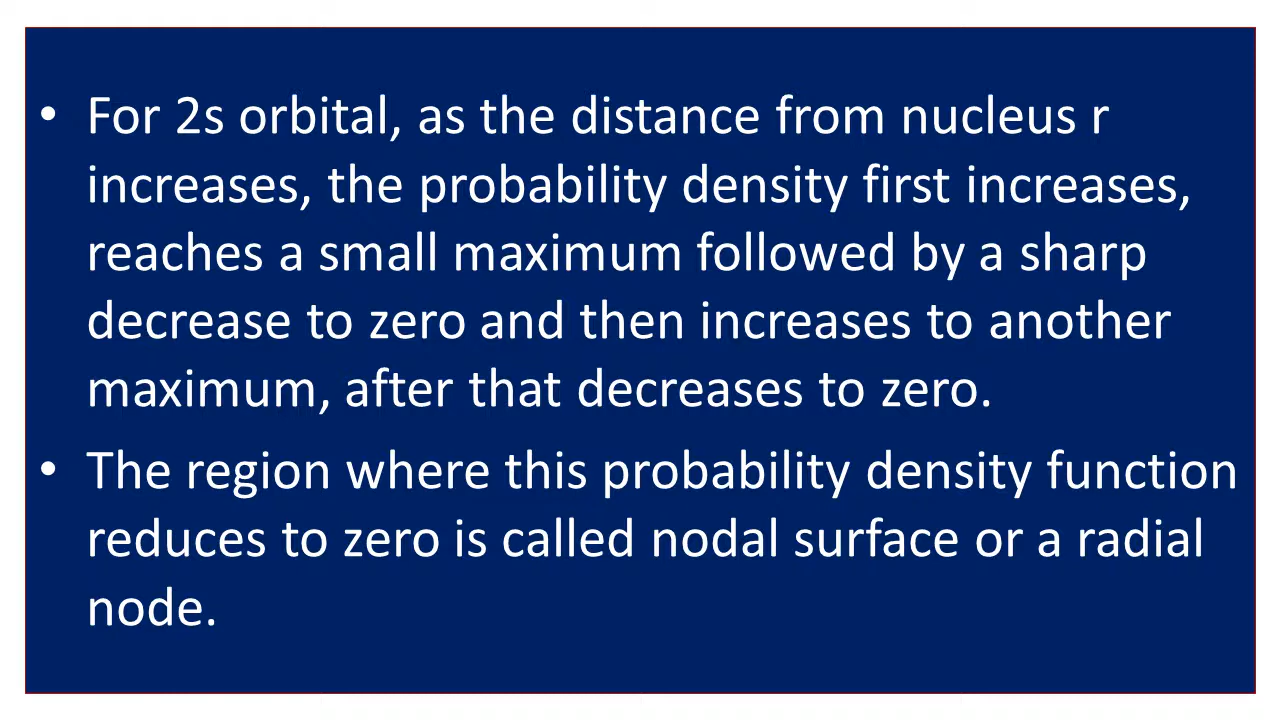 • For 2s orbital, as the distance from nucleus r
increases, the probability density first increases,
reaches a small maximum followed by a sharp
decrease to zero and then increases to another
maximum, after that decreases to zero.
• The region where this probability density function
reduces to zero is called nodal surface or a radial
node.